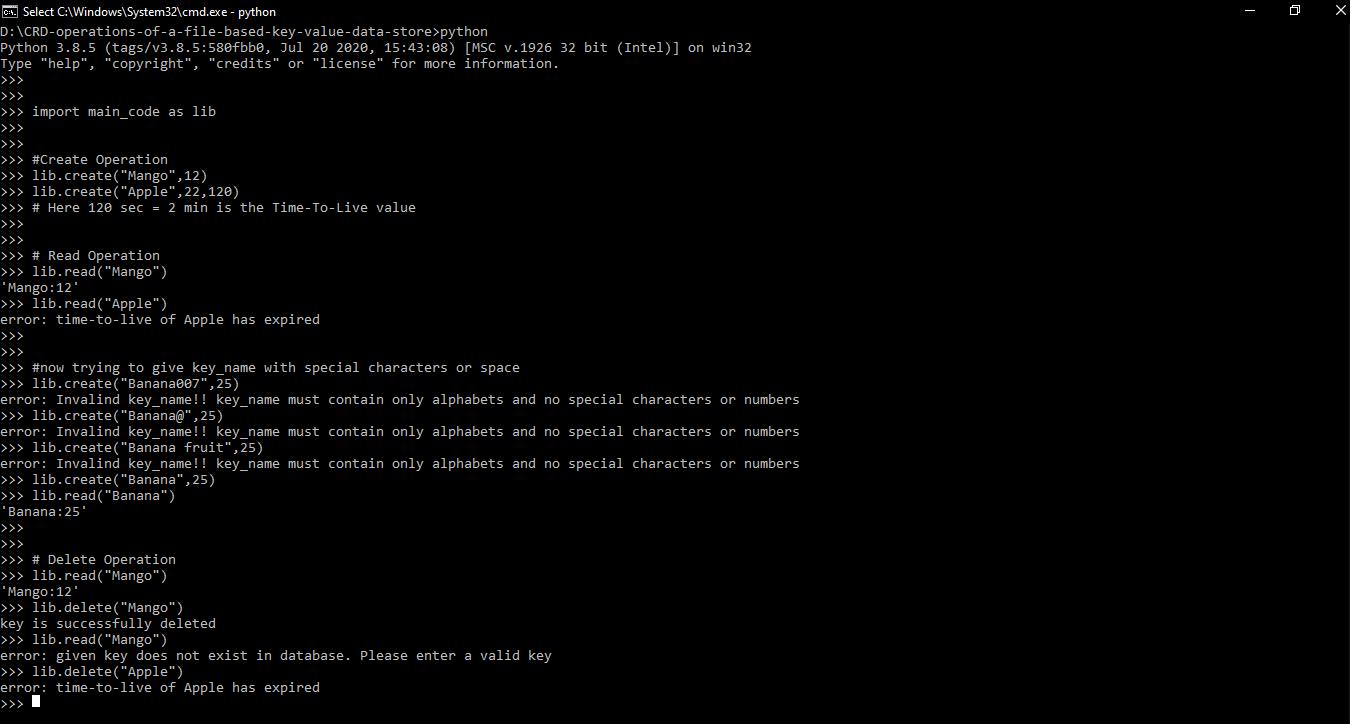 Select C:\Windows\System32\cmd.exe - python
D:\CRD-operations-of-a-file-based-key-value-data-store>python
Python 3.8.5 (tags/v3.8.5:580fbb0, Jul 20 2020, 15:43:08) [MSC v.1926 32 bit (Intel)] on win32
Type "help", "copyright", "credits" or "license" for more information.
>>>
>>>
>>> import main_code as lib
>>>
>>>
>>> #Create Operation
>>> lib.create("Mango",12)
>>> lib.create("Apple",22,120)
>>> # Here 120 sec = 2 min is the Time-To-Live value
>>>
>>>
>>> # Read Operation
>>> lib.read("Mango")
'Mango:12'
>>> lib.read("Apple")
error: time-to-live of Apple has expired
>>>
>>>
>>> #now trying to give key_name with special characters or space
>>> lib.create("Banana007",25)
error: Invalind key_name!! key_name must contain only alphabets and no special characters or numbers
>>> lib.create("Banana@",25)
error: Invalind key_name!! key_name must contain only alphabets and no special characters or numbers
>>> lib.create("Banana fruit",25)
error: Invalind key_name!! key_name must contain only alphabets and no special characters or numbers
>>> lib.create("Banana",25)
>>> lib.read("Banana")
'Banana:25'
>>>
>>>
>>> # Delete Operation
>>> lib.read("Mango")
'Mango:12'
>>> lib.delete("Mango")
key is successfully deleted
>>> lib.read("Mango")
error: given key does not exist in database. Please enter a valid key
>>> lib.delete("Apple")
error: time-to-live of Apple has expired
>>>